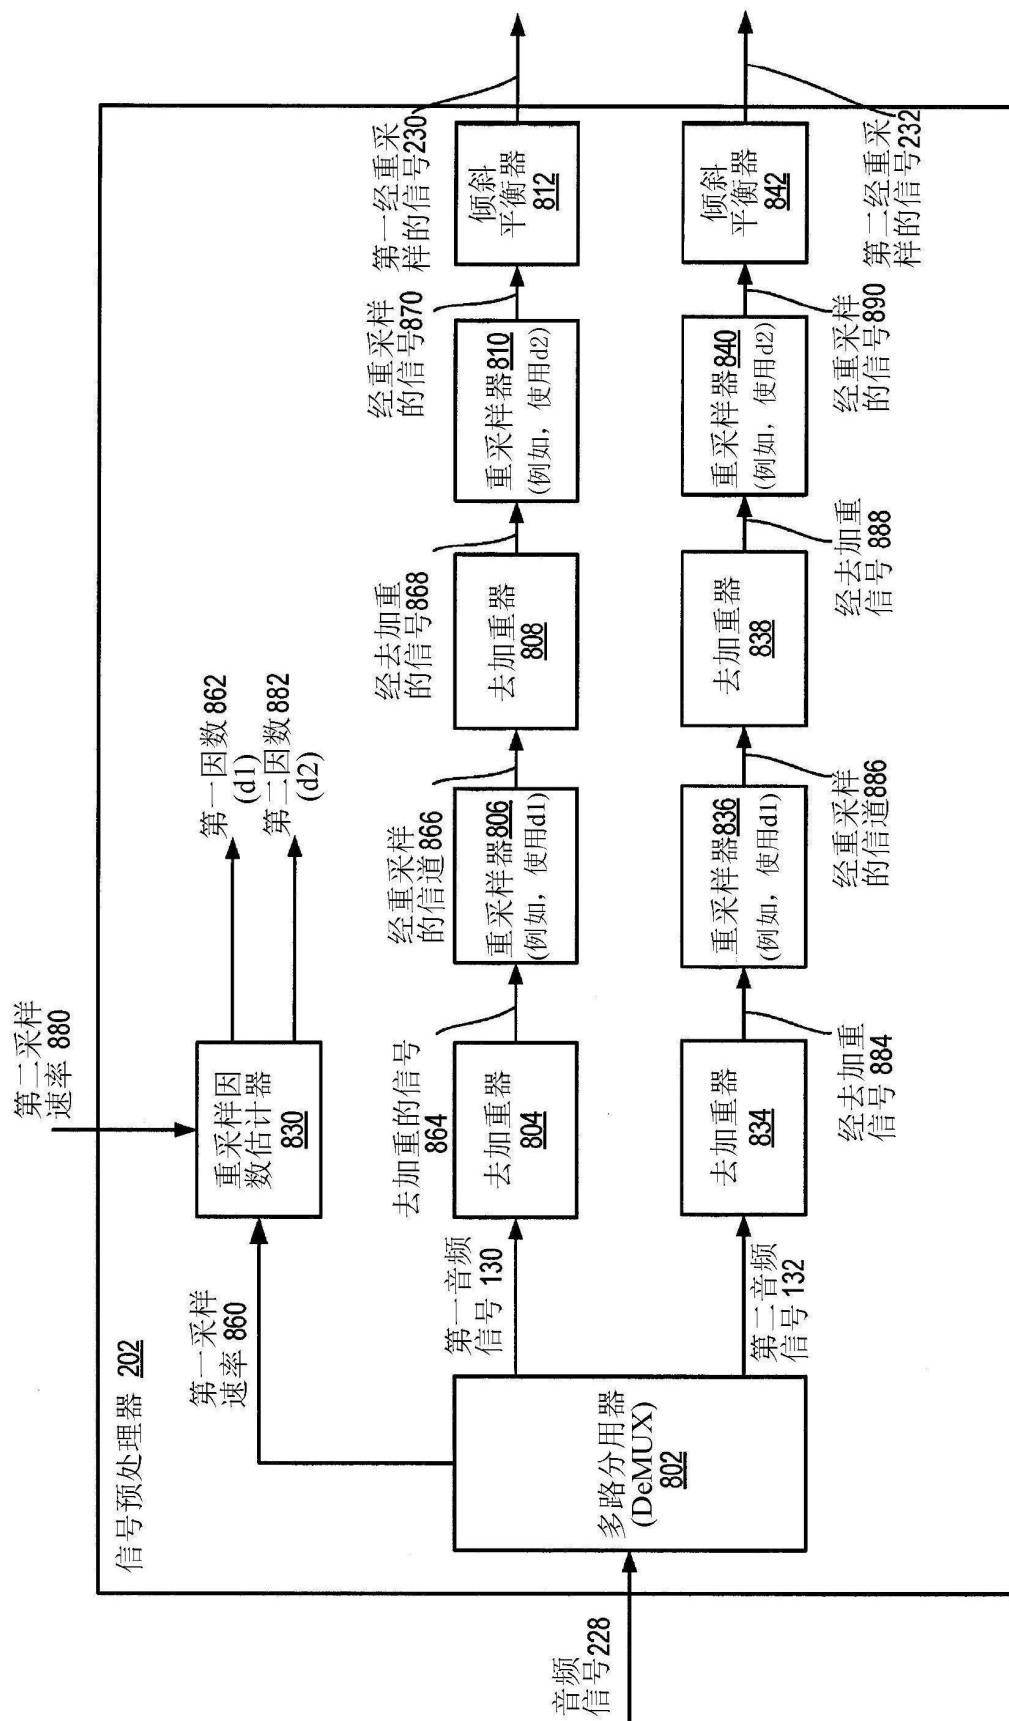 信号预处理器 202
第二采样
速率 880
第一采样
速率 860
重采样因
数估计器
830
第一因数 862
(d1)
第二因数 882
(d2)
音频
信号228
多路分用器
(DeMUX)
802
第一音频
信号 130
去加重器
804
去加重的信号
864
重采样器806
(例如，使用d1)
经重采样
的信道866
去加重器
808
经去加重
的信号868
重采样器810
(例如，使用d2)
经重采样
的信号870
倾斜
平衡器
812
第一经重采
样的信号230
第二音频
信号 132
去加重器
834
经去加重
信号 884
重采样器836
(例如，使用d1)
经重采样
的信道886
去加重器
838
经去加重
信号 888
重采样器840
(例如，使用d2)
经重采样
的信号890
倾斜
平衡器
842
第二经重采
样的信号232